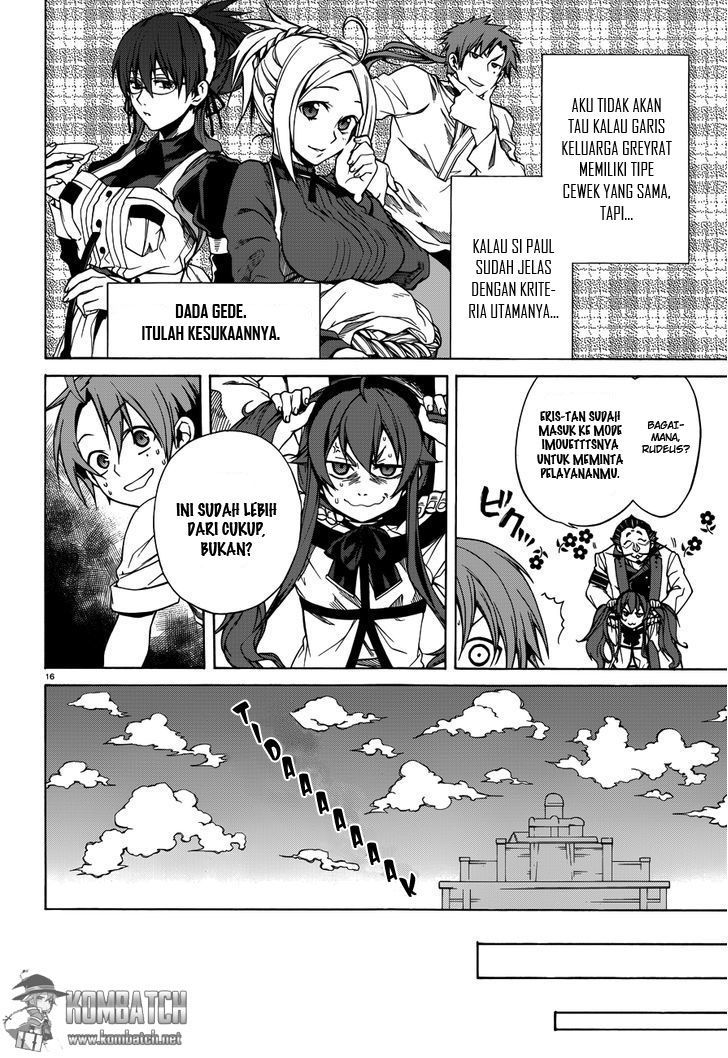 AKU TIDAK AKAN
TAU KALAU GARIS
KELUARGA GREYRAT
MEMILIKI TIPE
CEWEK YANG SAMA,
TAPI...
KALAU SI PAUL
SUDAH JELAS
DENGAN KRITE-
RIA UTAMANYA...
DADA GEDE.
ITULAH KESUKAANNYA.
BAGAI-
MANA,
RUDEUS?
ERIS-TAN SUDAH
MASUK KE MODE
IMOUETTTSNYA
UNTUK MEMINTA
PELAYANANMU.
ビクッ
INI SUDAH LEBIH
DARI CUKUP,
BUKAN?
16
TIDAAAAAAAAK
KOMBATCH
www.kombatch.net